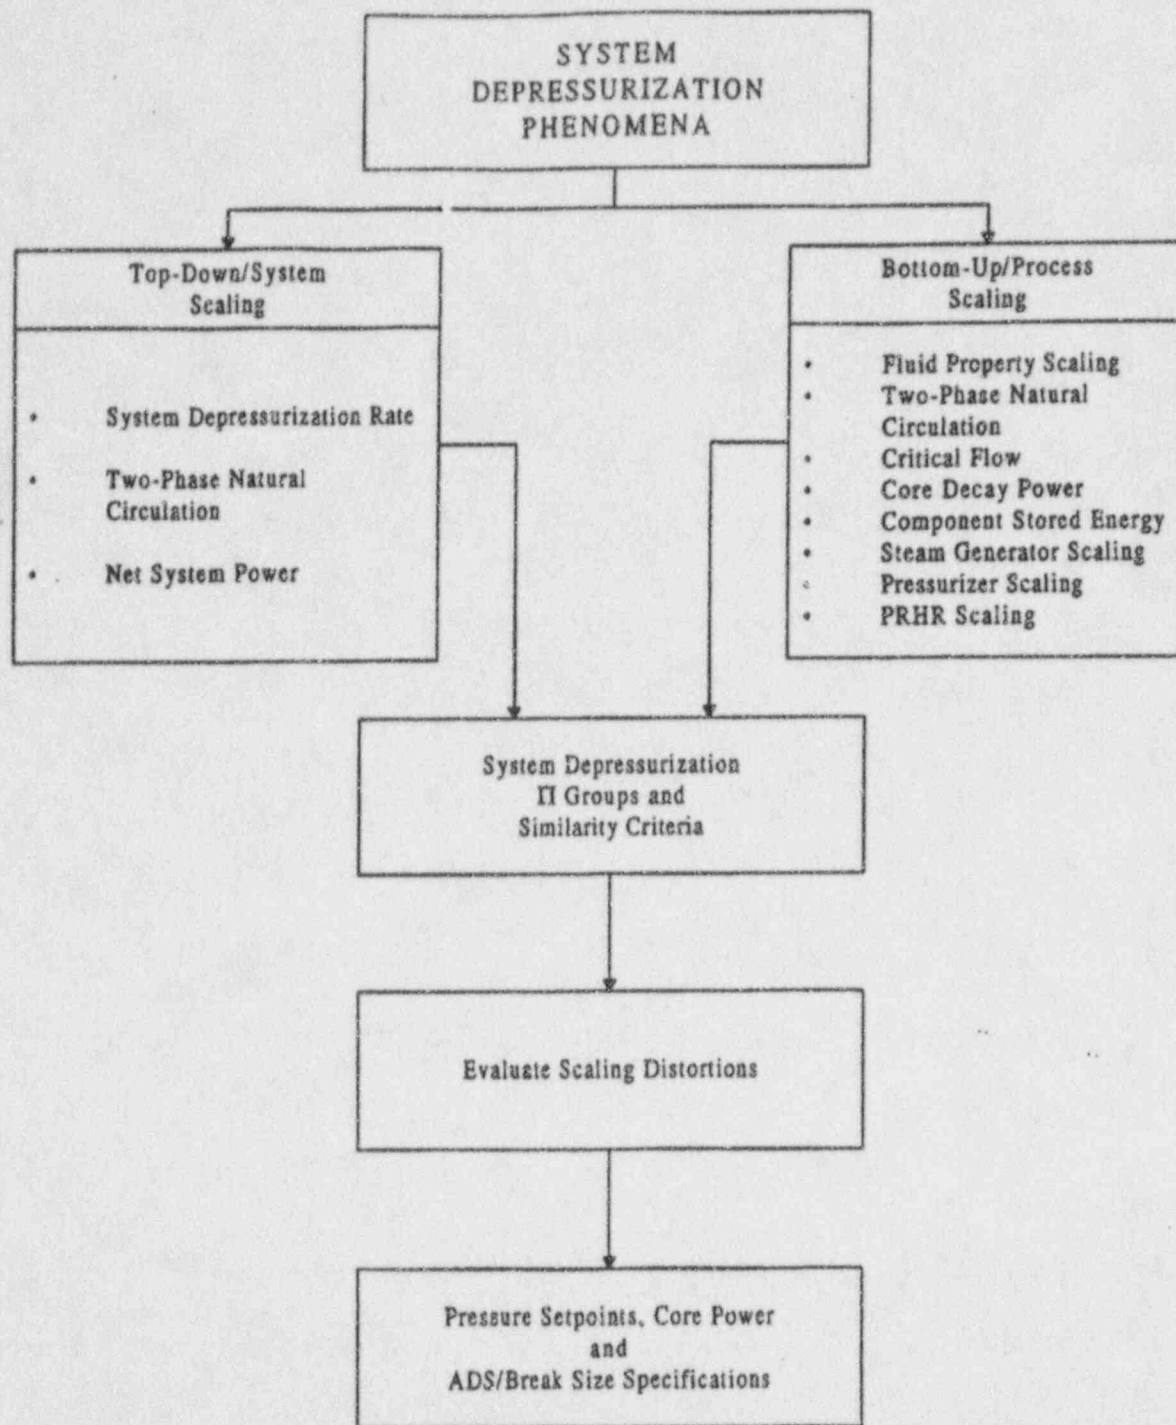 SYSTEM
DEPRESSURIZATION
PHENOMENA
Top-Down/System
Scaling
• System Depressurization Rate
• Two-Phase Natural
Circulation
• Net System Power
Bottom-Up/Process
Scaling
• Fluid Property Scaling
• Two-Phase Natural
Circulation
• Critical Flow
• Core Decay Power
• Component Stored Energy
• Steam Generator Scaling
• Pressurizer Scaling
• PRHR Scaling
System Depressurization
Π Groups and
Similarity Criteria
Evaluate Scaling Distortions
Pressure Setpoints, Core Power
and
ADS/Break Size Specifications